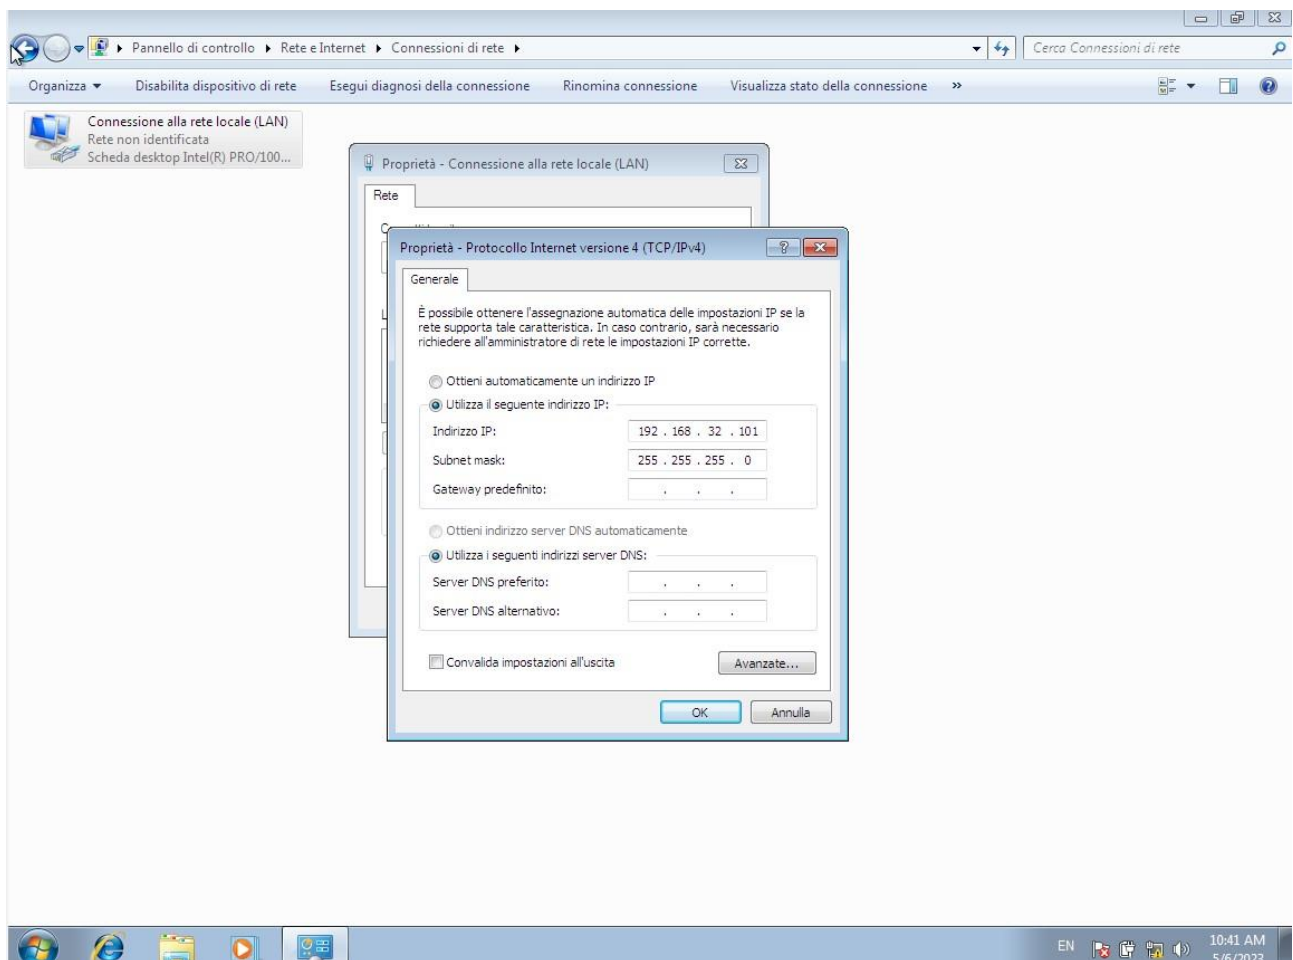 Pannello di controllo Rete e Internet Connessioni di rete
Cerca Connessioni di rete
Organizza Disabilita dispositivo di rete Esegui diagnosi della connessione Rinomina connessione Visualizza stato della connessione »
Connessione alla rete locale (LAN)
Rete non identificata
Scheda desktop Intel(R) PRO/100...
Proprietà - Connessione alla rete locale (LAN)
Rete
Proprietà - Protocollo Internet versione 4 (TCP/IPv4)
Generale
È possibile ottenere l'assegnazione automatica delle impostazioni IP se la
rete supporta tale caratteristica. In caso contrario, sarà necessario
richiedere all'amministratore di rete le impostazioni IP corrette.
Ottieni automaticamente un indirizzo IP
Utilizza il seguente indirizzo IP:
Indirizzo IP: 192 . 168 . 32 . 101
Subnet mask: 255 . 255 . 255 . 0
Gateway predefinito: . . .
Ottieni indirizzo server DNS automaticamente
Utilizza i seguenti indirizzi server DNS:
Server DNS preferito: . . .
Server DNS alternativo: . . .
Convalida impostazioni all'uscita
Avanzate...
OK Annulla
EN
10:41 AM
5/6/2023